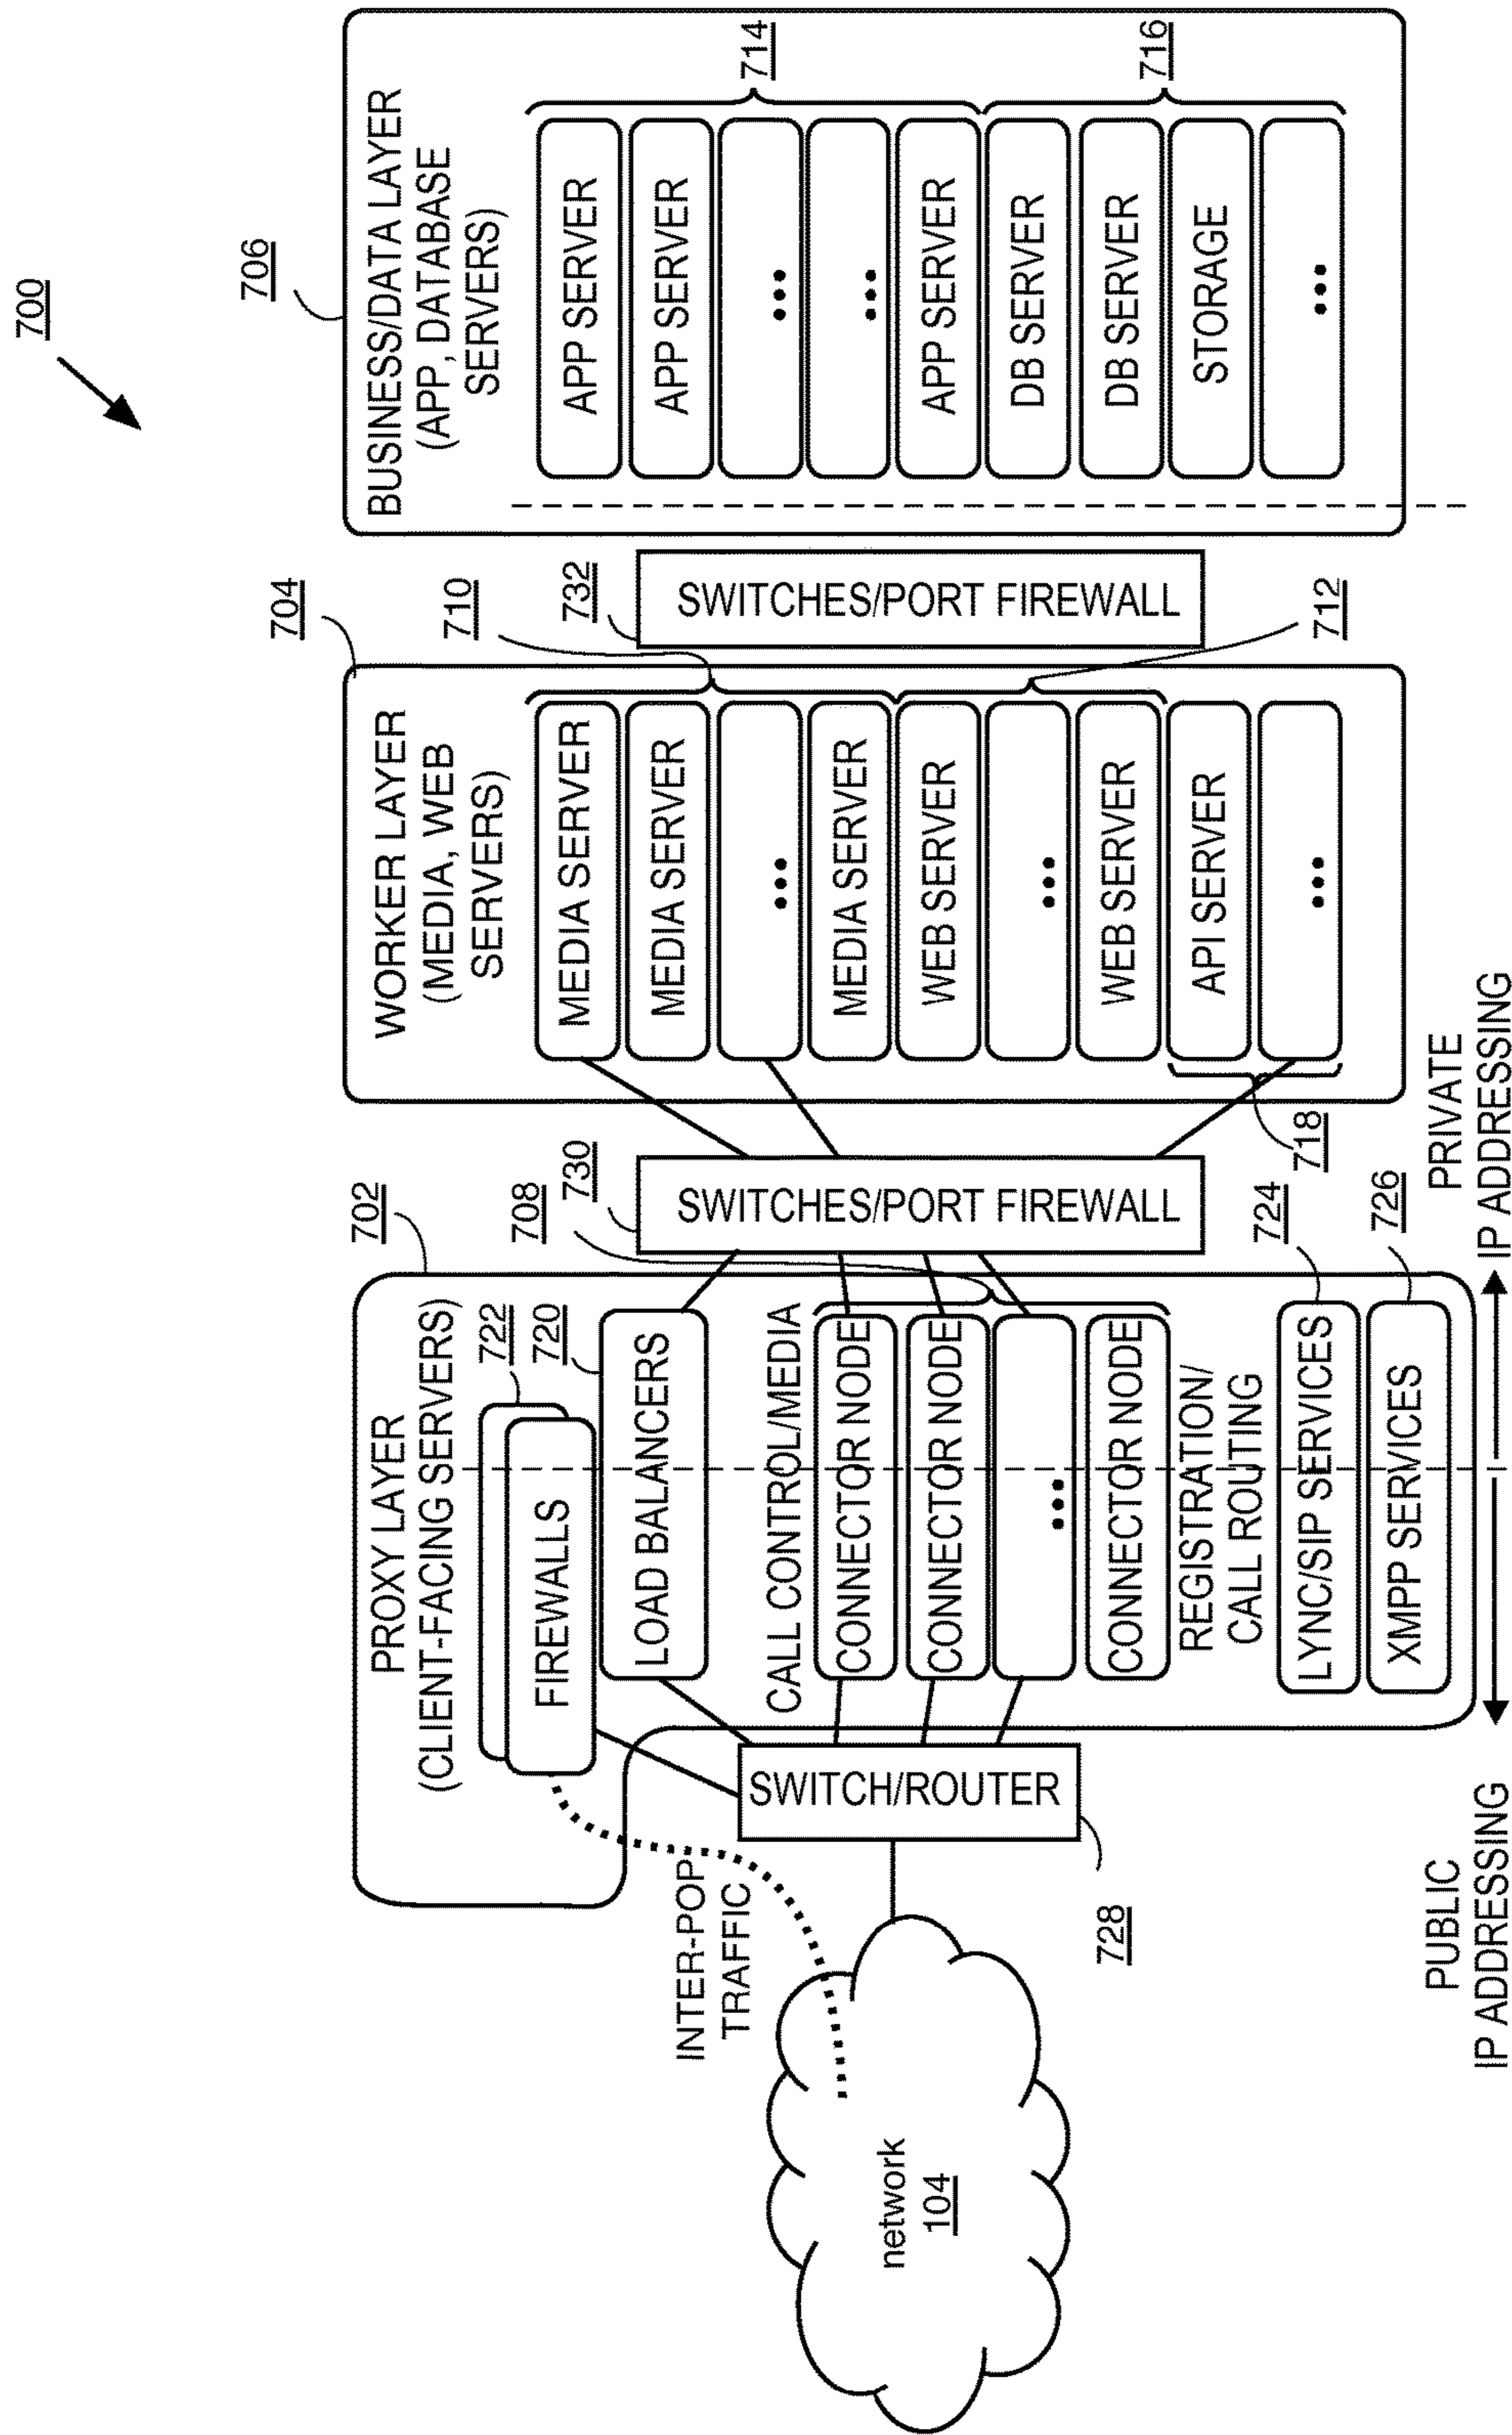 700
706
BUSINESS/DATA LAYER
(APP, DATABASE
SERVERS)
APP SERVER
APP SERVER
•••
•••
APP SERVER
DB SERVER
DB SERVER
STORAGE
•••
714
716
732
SWITCHES/PORT FIREWALL
704
710
712
WORKER LAYER
(MEDIA, WEB
SERVERS)
MEDIA SERVER
MEDIA SERVER
•••
MEDIA SERVER
WEB SERVER
•••
WEB SERVER
API SERVER
•••
718
730
SWITCHES/PORT FIREWALL
708
702
PROXY LAYER
(CLIENT-FACING SERVERS)
722
FIREWALLS
720
LOAD BALANCERS
CALL CONTROL/MEDIA
CONNECTOR NODE
CONNECTOR NODE
•••
CONNECTOR NODE
REGISTRATION/
CALL ROUTING
724
LYNC/SIP SERVICES
726
XMPP SERVICES
SWITCH/ROUTER
728
INTER-POP
TRAFFIC
network
104
PUBLIC
IP ADDRESSING
PRIVATE
IP ADDRESSING